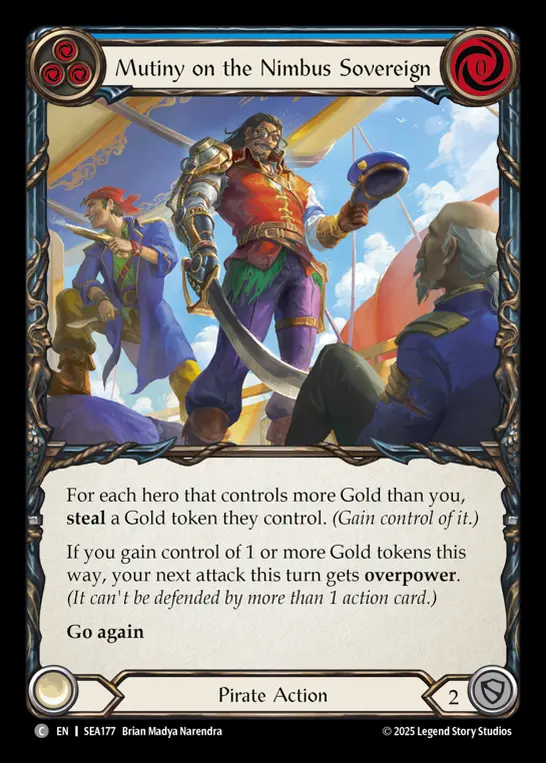 Mutiny on the Nimbus Sovereign
0
For each hero that controls more Gold than you,
steal a Gold token they control. (Gain control of it.)
If you gain control of 1 or more Gold tokens this
way, your next attack this turn gets overpower.
(It can't be defended by more than 1 action card.)
Go again
Pirate Action
2
C EN | SEA177 Brian Madya Narendra
© 2025 Legend Story Studios